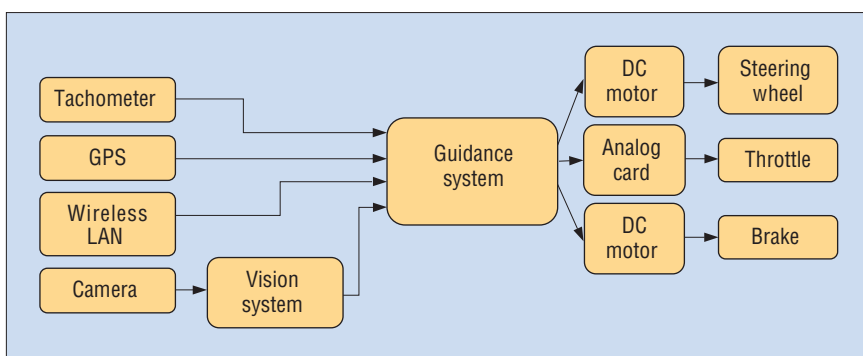 Tachometer
GPS
Wireless
LAN
Camera
Vision
system
Guidance
system
DC
motor
Steering
wheel
Analog
card
Throttle
DC
motor
Brake